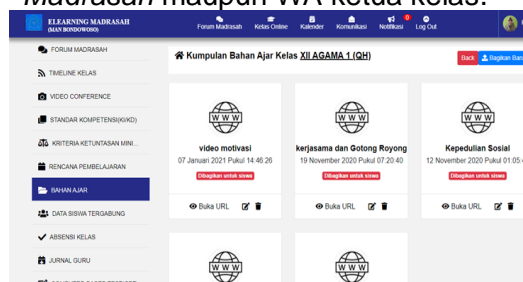 Madrasah maupun WA ketua kelas.
ELEARNING MADRASAH
(MAN BONDOWOSO)
Forum Madrasah
Kelas Online
Kalender
Komunikasi
Notifikasi
Log Out
FORUM MADRASAH
TIMELINE KELAS
VIDEO CONFERENCE
STANDAR KOMPETENSI(KI/KD)
KRITERIA KETUNTASAN MINI...
RENCANA PEMBELAJARAN
BAHAN AJAR
DATA SISWA TERGABUNG
ABSENSI KELAS
JURNAL GURU
Kumpulan Bahan Ajar Kelas XII AGAMA 1 (QH)
Back
Bagikan Bahan
WWW
video motivasi
07 Januari 2021 Pukul 14:46:26
Dibagikan untuk siswa
Buka URL
WWW
kerjasama dan Gotong Royong
19 November 2020 Pukul 07:20:40
Dibagikan untuk siswa
Buka URL
WWW
Kepedulian Sosial
12 November 2020 Pukul 01:05:
Dibagikan untuk siswa
Buka URL
WWW
WWW